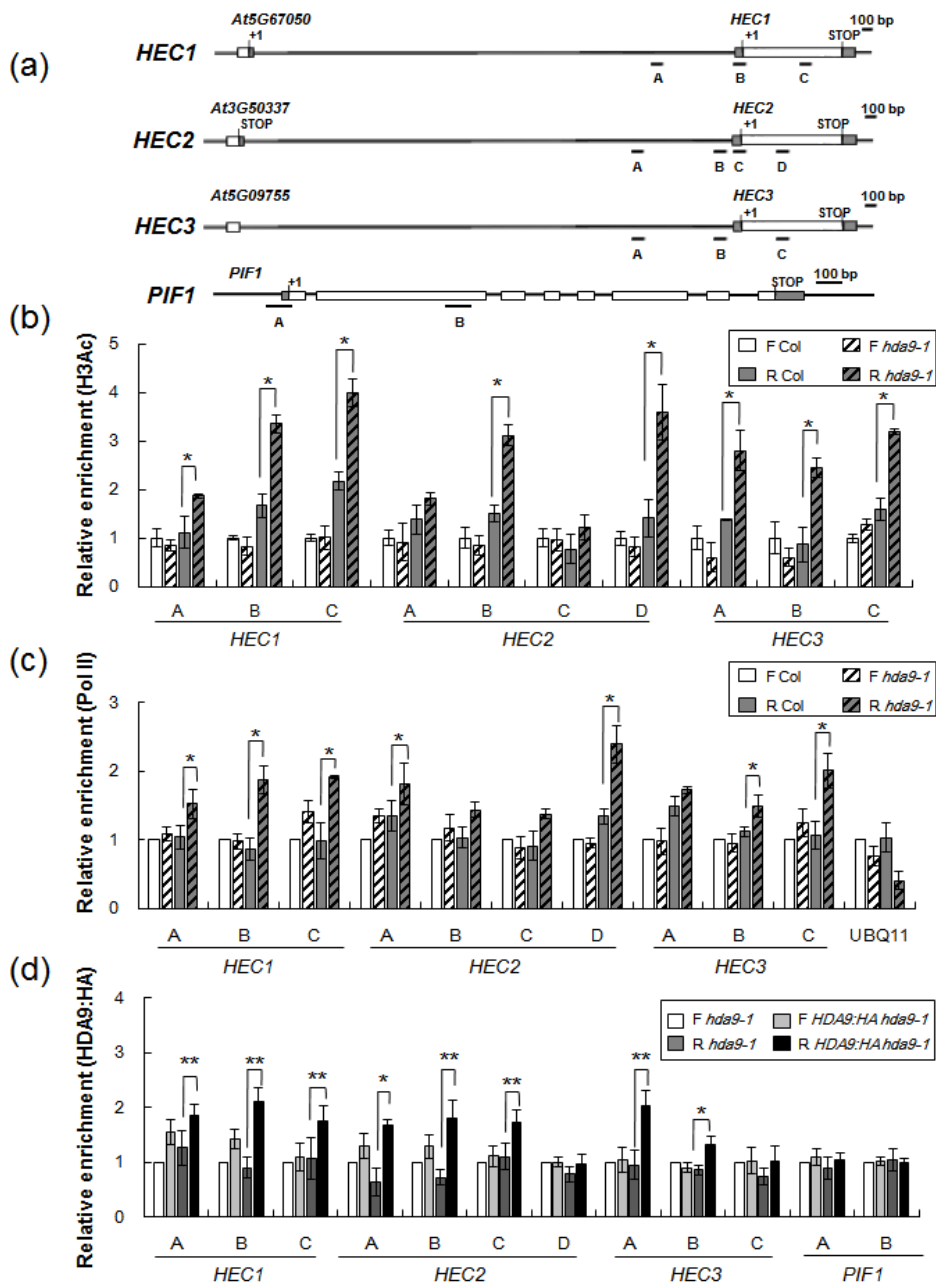 (a)
At5G67050 HEC1 100 bp
+1 +1 STOP
HEC1
A B C
At3G50337 HEC2 100 bp
STOP +1 STOP
HEC2
A B C D
At5G09755 HEC3 100 bp
+1 STOP
HEC3
A B C
PIF1 +1 STOP 100 bp
PIF1
A B
(b)
Relative enrichment (H3Ac)
5
4
3
2
1
0
F Col F hda9-1
R Col R hda9-1
* * * * * * * *
A B C A B C D A B C
HEC1 HEC2 HEC3
(c)
Relative enrichment (Pol II)
3
2
1
0
F Col F hda9-1
R Col R hda9-1
* * * * * * *
A B C A B C D A B C UBQ11
HEC1 HEC2 HEC3
(d)
Relative enrichment (HDA9:HA)
4
3
2
1
0
F hda9-1 F HDA9:HA hda9-1
R hda9-1 R HDA9:HA hda9-1
** ** ** * ** ** ** *
A B C A B C D A B C A B
HEC1 HEC2 HEC3 PIF1